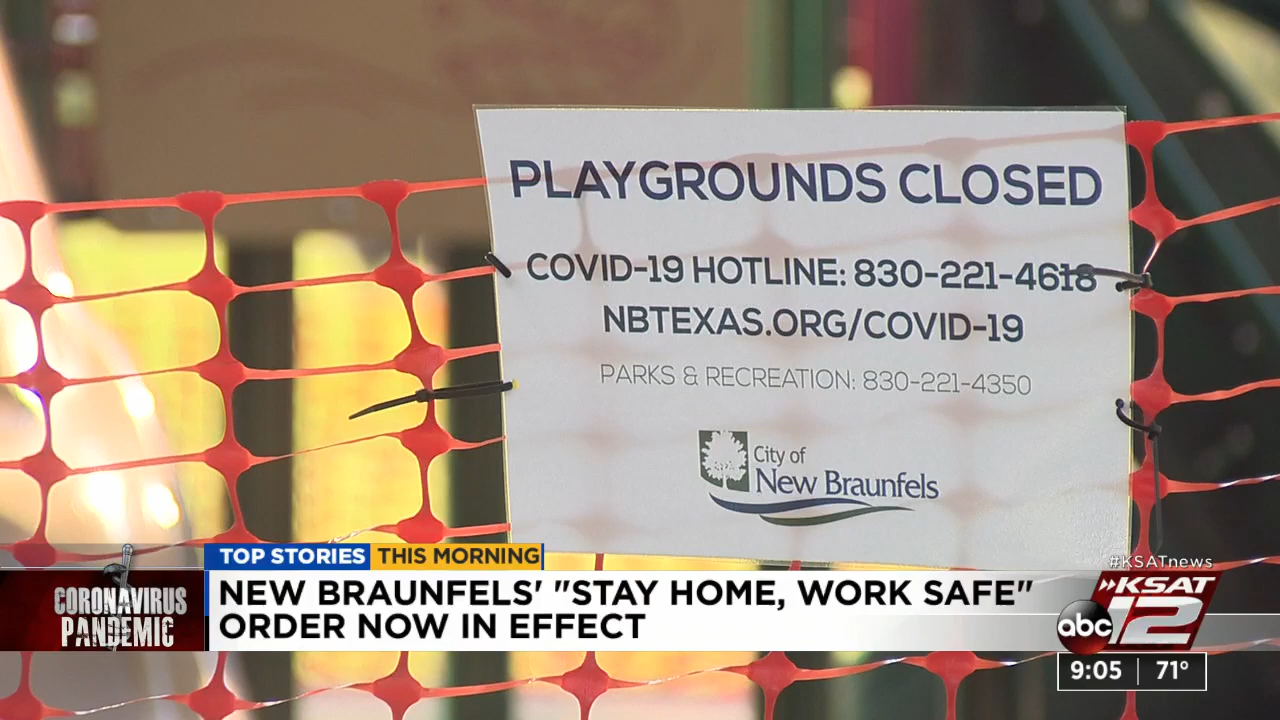 PLAYGROUNDS CLOSED
COVID-19 HOTLINE: 830-221-4618
NBTEXAS.ORG/COVID-19
PARKS & RECREATION: 830-221-4350
City of
New Braunfels
TOP STORIES THIS MORNING
#KSATnews
CORONAVIRUS
PANDEMIC
NEW BRAUNFELS' "STAY HOME, WORK SAFE"
ORDER NOW IN EFFECT
KSAT
abc 12
9:05 71°